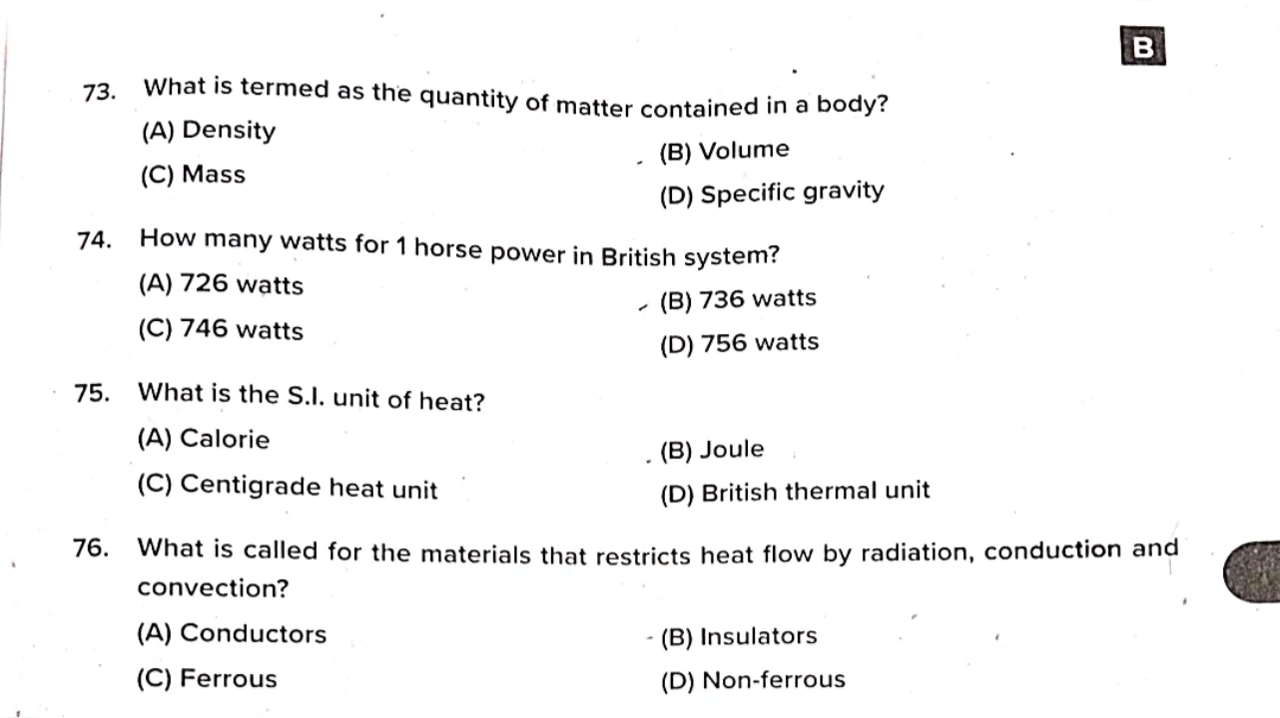 B
73. What is termed as the quantity of matter contained in a body?
(A) Density
(B) Volume
(C) Mass
(D) Specific gravity
74. How many watts for 1 horse power in British system?
(A) 726 watts
(B) 736 watts
(C) 746 watts
(D) 756 watts
75. What is the S.I. unit of heat?
(A) Calorie
(B) Joule
(C) Centigrade heat unit
(D) British thermal unit
76. What is called for the materials that restricts heat flow by radiation, conduction and
convection?
(A) Conductors
(B) Insulators
(C) Ferrous
(D) Non-ferrous